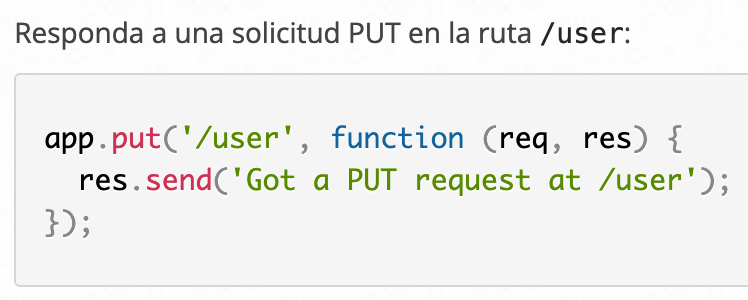 Responda a una solicitud PUT en la ruta /user:
app.put('/user', function (req, res) {
  res.send('Got a PUT request at /user');
});